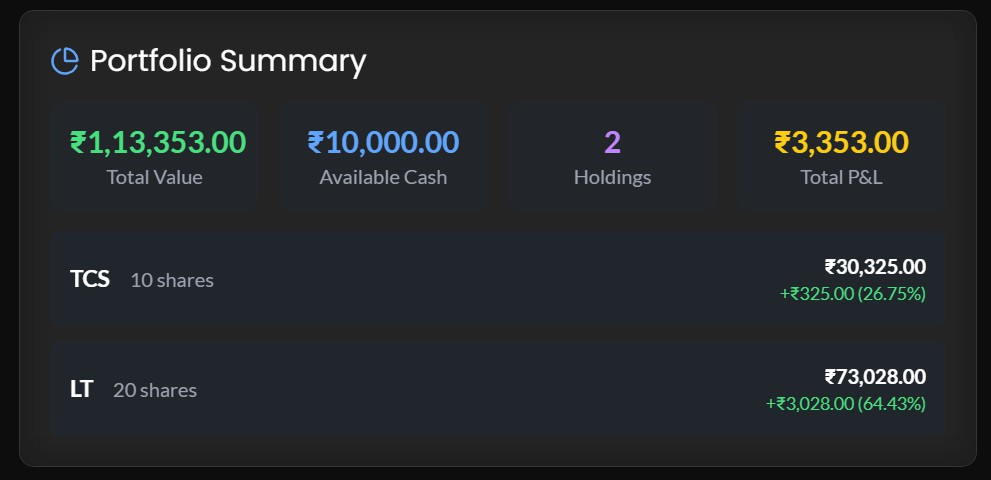 Portfolio Summary
₹1,13,353.00
Total Value
₹10,000.00
Available Cash
2
Holdings
₹3,353.00
Total P&L
TCS 10 shares
₹30,325.00
+₹325.00 (26.75%)
LT 20 shares
₹73,028.00
+₹3,028.00 (64.43%)